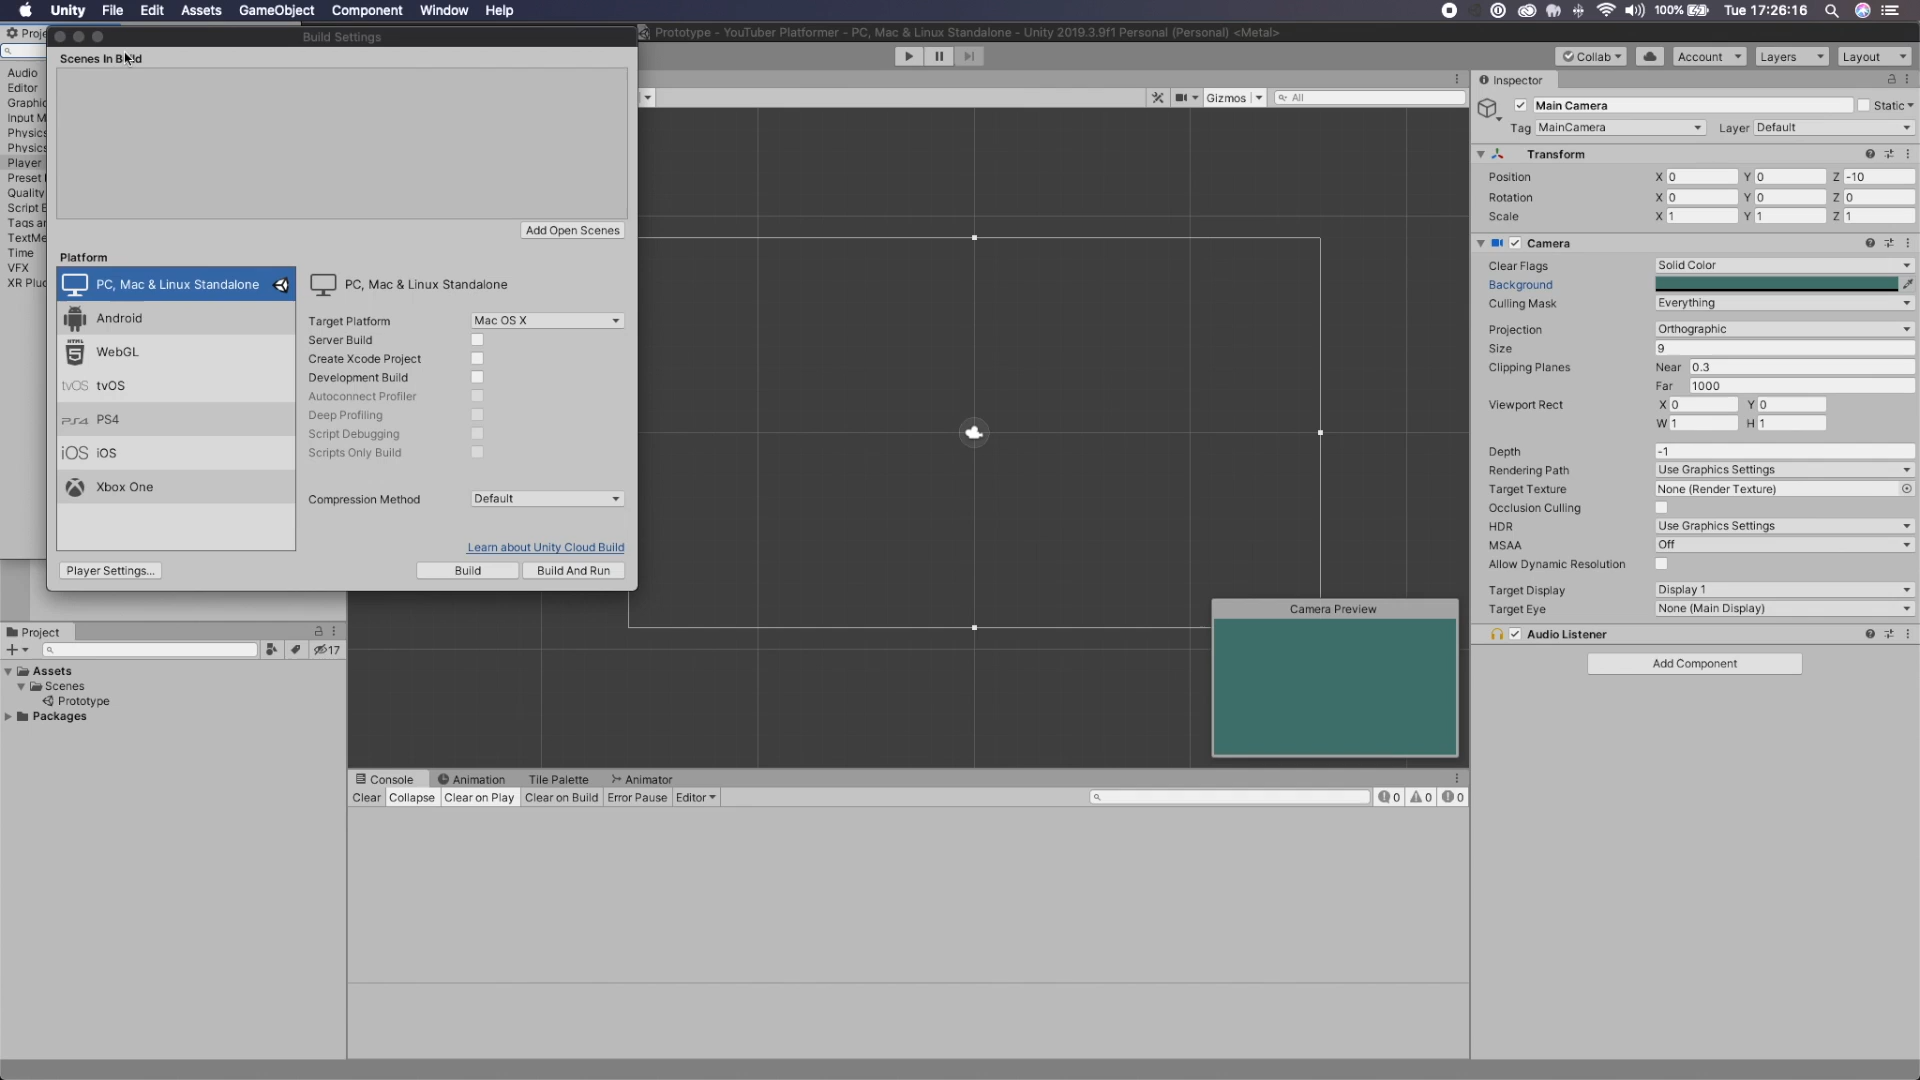 Unity File Edit Assets GameObject Component Window Help 100% Tue 17:26:16
Build Settings
Prototype - YouTuber Platformer - PC, Mac & Linux Standalone - Unity 2019.3.9f1 Personal (Personal) <Metal>
Collab Account Layers Layout
Scenes In Build
Add Open Scenes
Platform
PC, Mac & Linux Standalone
Android
WebGL
tvOS tvOS
PS4 PS4
iOS iOS
Xbox One
PC, Mac & Linux Standalone
Target Platform Mac OS X
Server Build
Create Xcode Project
Development Build
Autoconnect Profiler
Deep Profiling
Script Debugging
Scripts Only Build
Compression Method Default
Learn about Unity Cloud Build
Player Settings... Build Build And Run
Audio
Editor
Physics
Player
Preset
Quality
Time
VFX
Gizmos All
Camera Preview
Project
17
Assets
Scenes
Prototype
Packages
Console Animation Tile Palette Animator
Clear Collapse Clear on Play Clear on Build Error Pause Editor 0 0 0
Inspector
Main Camera Static
Tag MainCamera Layer Default
Transform
Position X 0 Y 0 Z -10
Rotation X 0 Y 0 Z 0
Scale X 1 Y 1 Z 1
Camera
Clear Flags Solid Color
Background
Culling Mask Everything
Projection Orthographic
Size 9
Clipping Planes Near 0.3
Far 1000
Viewport Rect X 0 Y 0
W 1 H 1
Depth -1
Rendering Path Use Graphics Settings
Target Texture None (Render Texture)
Occlusion Culling
HDR Use Graphics Settings
MSAA Off
Allow Dynamic Resolution
Target Display Display 1
Target Eye None (Main Display)
Audio Listener
Add Component